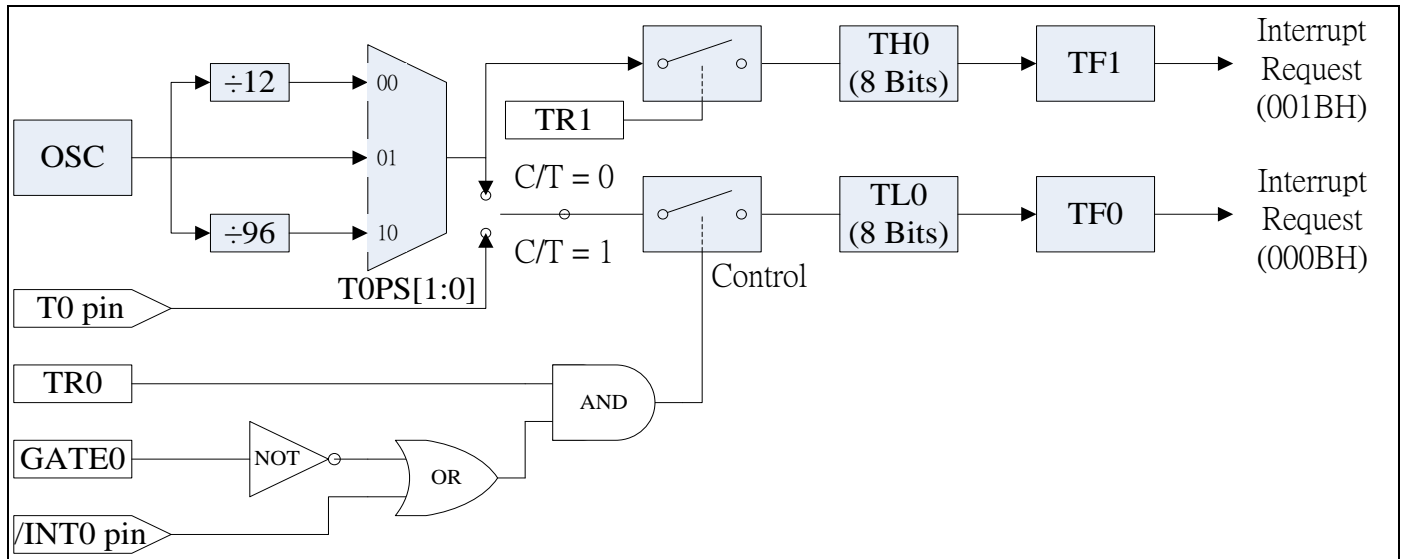 OSC
÷12
÷96
00
01
10
T0PS[1:0]
T0 pin
TR0
GATE0
/INT0 pin
NOT
OR
AND
TR1
C/T = 0
C/T = 1
Control
TH0
(8 Bits)
TF1
Interrupt
Request
(001BH)
TL0
(8 Bits)
TF0
Interrupt
Request
(000BH)